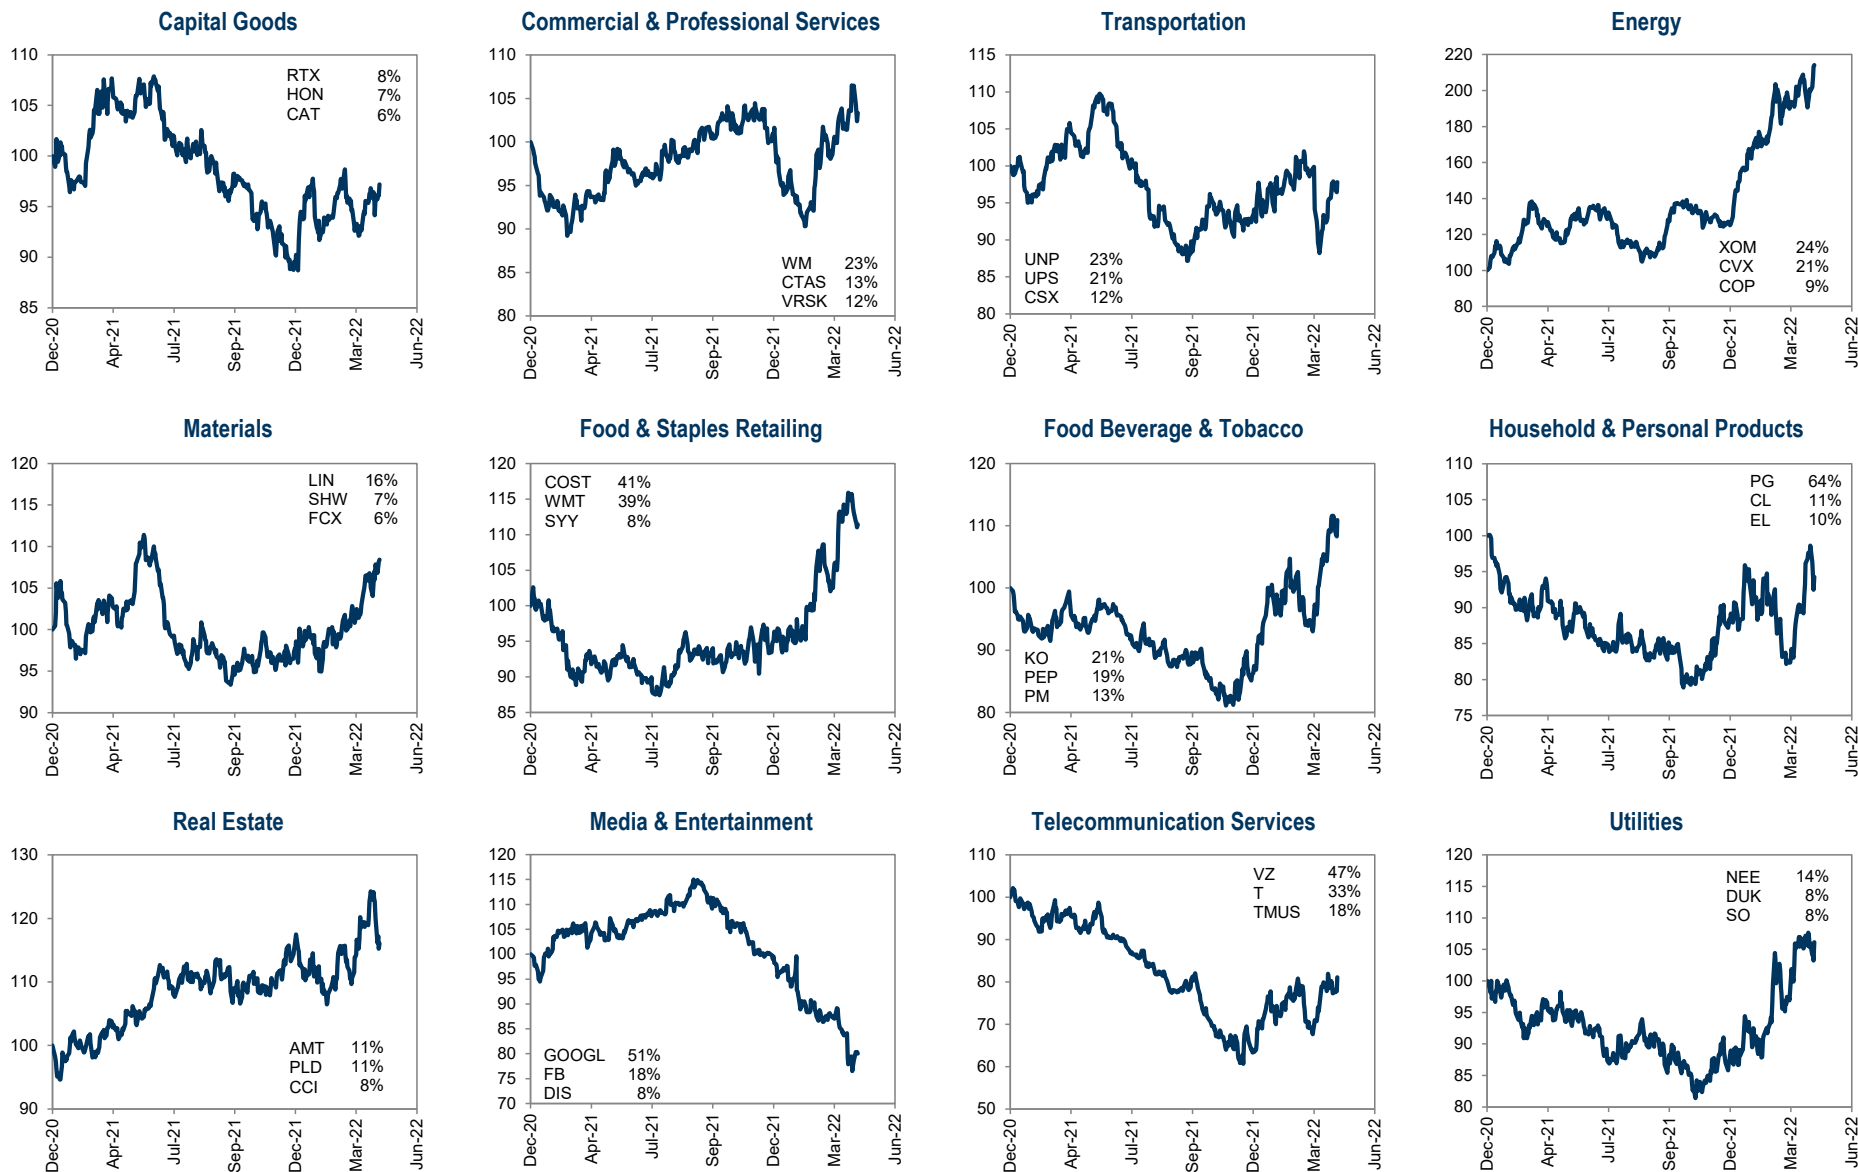 Capital Goods
110
105
100
95
90
85
RTX 8%
HON 7%
CAT 6%
Dec-20
Apr-21
Jul-21
Sep-21
Dec-21
Mar-22
Jun-22
Commercial & Professional Services
110
105
100
95
90
85
80
WM 23%
CTAS 13%
VRSK 12%
Dec-20
Apr-21
Jul-21
Sep-21
Dec-21
Mar-22
Jun-22
Transportation
115
110
105
100
95
90
85
80
UNP 23%
UPS 21%
CSX 12%
Dec-20
Apr-21
Jul-21
Sep-21
Dec-21
Mar-22
Jun-22
Energy
220
200
180
160
140
120
100
80
XOM 24%
CVX 21%
COP 9%
Dec-20
Apr-21
Jul-21
Sep-21
Dec-21
Mar-22
Jun-22
Materials
120
115
110
105
100
95
90
LIN 16%
SHW 7%
FCX 6%
Dec-20
Apr-21
Jul-21
Sep-21
Dec-21
Mar-22
Jun-22
Food & Staples Retailing
120
115
110
105
100
95
90
85
COST 41%
WMT 39%
SYY 8%
Dec-20
Apr-21
Jul-21
Sep-21
Dec-21
Mar-22
Jun-22
Food Beverage & Tobacco
120
110
100
90
80
KO 21%
PEP 19%
PM 13%
Dec-20
Apr-21
Jul-21
Sep-21
Dec-21
Mar-22
Jun-22
Household & Personal Products
110
105
100
95
90
85
80
75
PG 64%
CL 11%
EL 10%
Dec-20
Apr-21
Jul-21
Sep-21
Dec-21
Mar-22
Jun-22
Real Estate
130
120
110
100
90
AMT 11%
PLD 11%
CCI 8%
Dec-20
Apr-21
Jul-21
Sep-21
Dec-21
Mar-22
Jun-22
Media & Entertainment
120
115
110
105
100
95
90
85
80
75
70
GOOGL 51%
FB 18%
DIS 8%
Dec-20
Apr-21
Jul-21
Sep-21
Dec-21
Mar-22
Jun-22
Telecommunication Services
110
100
90
80
70
60
50
VZ 47%
T 33%
TMUS 18%
Dec-20
Apr-21
Jul-21
Sep-21
Dec-21
Mar-22
Jun-22
Utilities
120
115
110
105
100
95
90
85
80
NEE 14%
DUK 8%
SO 8%
Dec-20
Apr-21
Jul-21
Sep-21
Dec-21
Mar-22
Jun-22